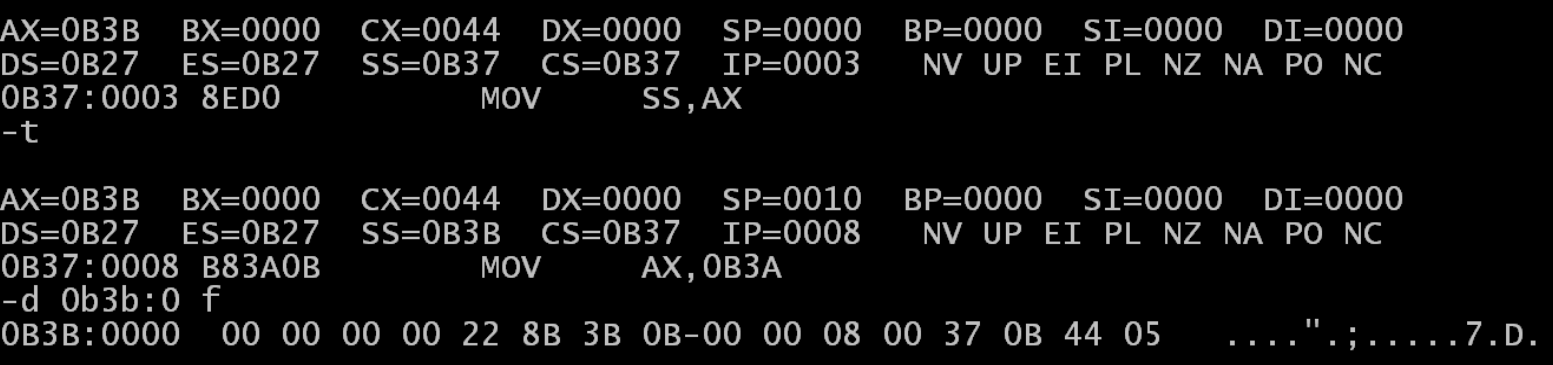 AX=0B3B  BX=0000  CX=0044  DX=0000  SP=0000  BP=0000  SI=0000  DI=0000
DS=0B27  ES=0B27  SS=0B37  CS=0B37  IP=0003   NV UP EI PL NZ NA PO NC
0B37:0003 8ED0          MOV     SS,AX
-t
AX=0B3B  BX=0000  CX=0044  DX=0000  SP=0010  BP=0000  SI=0000  DI=0000
DS=0B27  ES=0B27  SS=0B3B  CS=0B37  IP=0008   NV UP EI PL NZ NA PO NC
0B37:0008 B83A0B        MOV     AX,0B3A
-d 0b3b:0 f
0B3B:0000  00 00 00 00 22 8B 3B 0B-00 00 08 00 37 0B 44 05   ....".;.....7.D.